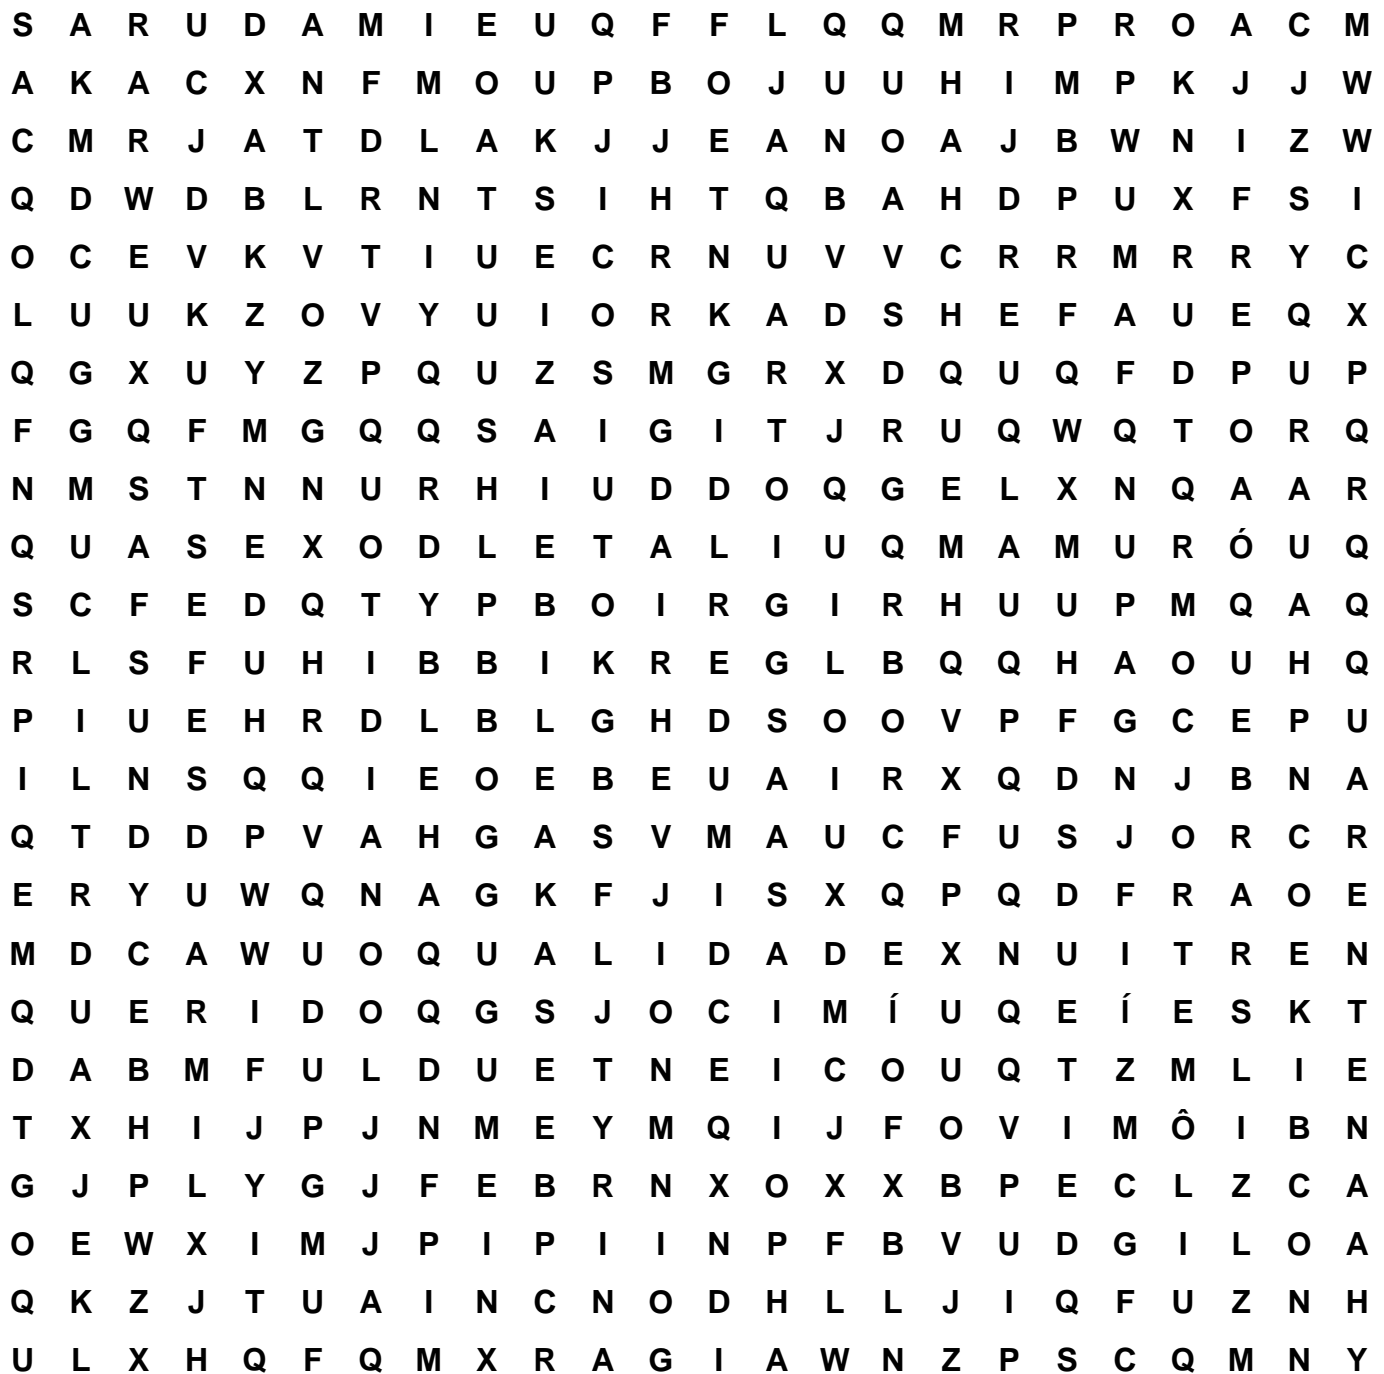 S A R U D A M I E U Q F F L Q Q M R P R O A C M
A K A C X N F M O U P B O J U U H I M P K J J W
C M R J A T D L A K J J E A N O A J B W N I Z W
Q D W D B L R N T S I H T Q B A H D P U X F S I
O C E V K V T I U E C R N U V V C R R M R R Y C
L U U K Z O V Y U I O R K A D S H E F A U E Q X
Q G X U Y Z P Q U Z S M G R X D Q U Q F D P U P
F G Q F M G Q Q S A I G I T J R U Q W Q T O R Q
N M S T N N U R H I U D D O Q G E L X N Q A A R
Q U A S E X O D L E T A L I U Q M A M U R Ó U Q
S C F E D Q T Y P B O I R G I R H U U P M Q A Q
R L S F U H I B B I K R E G L B Q Q H A O U H Q
P I U E H R D L B L G H D S O O V P F G C E P U
I L N S Q Q I E O E B E U A I R X Q D N J B N A
Q T D D P V A H G A S V M A U C F U S J O R C R
E R Y U W Q N A G K F J I S X Q P Q D F R A O E
M D C A W U O Q U A L I D A D E X N U I T R E N
Q U E R I D O Q G S J O C I M Í U Q E Í E S K T
D A B M F U L D U E T N E I C O U Q T Z M L I E
T X H I J P J N M E Y M Q I J F O V I M Ô I B N
G J P L Y G J F E B R N X O X X B P E C L Z C A
O E W X I M J P I P I I N P F B V U D G I L O A
Q K Z J T U A I N C N O D H L L J I Q F U Z N H
U L X H Q F Q M X R A G I A W N Z P S C Q M N Y